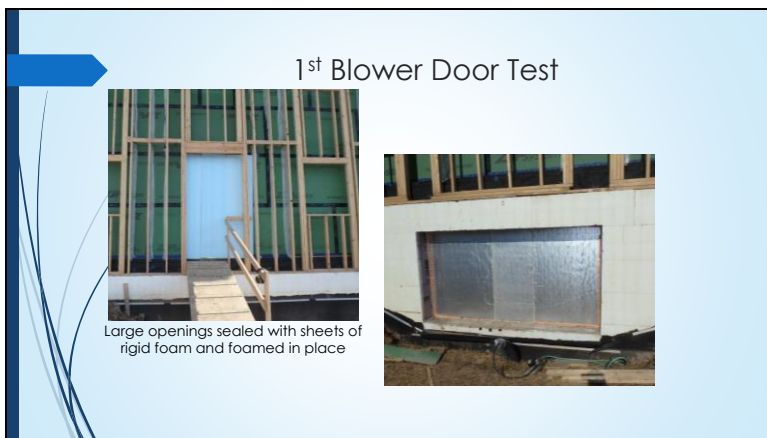 1st Blower Door Test
Large openings sealed with sheets of
rigid foam and foamed in place